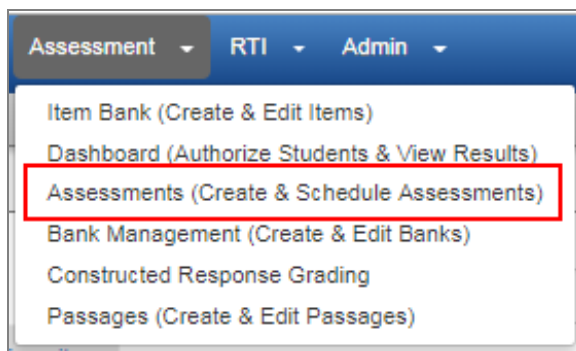 Assessment RTI Admin
Item Bank (Create & Edit Items)
Dashboard (Authorize Students & View Results)
Assessments (Create & Schedule Assessments)
Bank Management (Create & Edit Banks)
Constructed Response Grading
Passages (Create & Edit Passages)